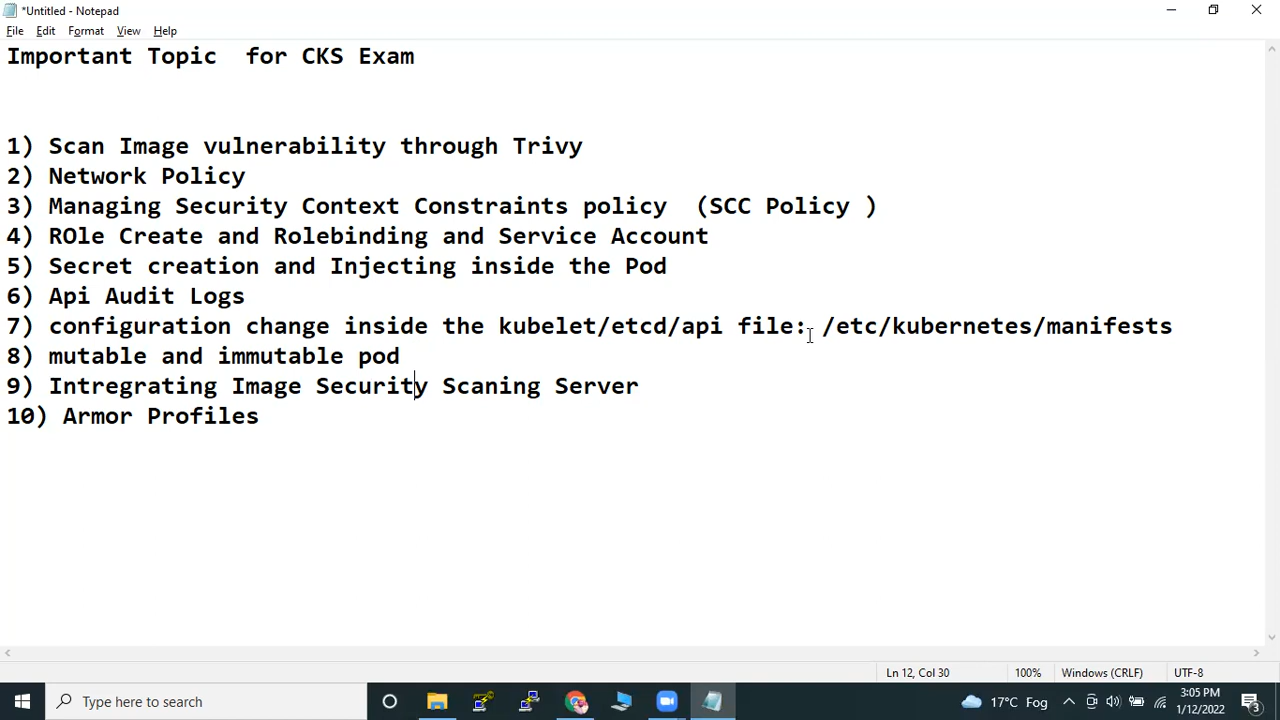 *Untitled - Notepad
File Edit Format View Help
Important Topic  for CKS Exam
1) Scan Image vulnerability through Trivy
2) Network Policy
3) Managing Security Context Constraints policy  (SCC Policy )
4) ROle Create and Rolebinding and Service Account
5) Secret creation and Injecting inside the Pod
6) Api Audit Logs
7) configuration change inside the kubelet/etcd/api file: /etc/kubernetes/manifests
8) mutable and immutable pod
9) Intregrating Image Security Scaning Server
10) Armor Profiles
Ln 12, Col 30 100% Windows (CRLF) UTF-8
Type here to search 17°C Fog 3:05 PM
1/12/2022 3